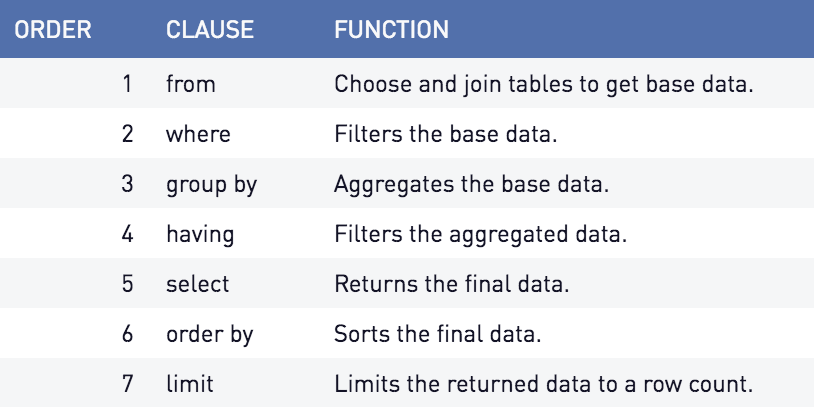 ORDER CLAUSE FUNCTION
1 from Choose and join tables to get base data.
2 where Filters the base data.
3 group by Aggregates the base data.
4 having Filters the aggregated data.
5 select Returns the final data.
6 order by Sorts the final data.
7 limit Limits the returned data to a row count.